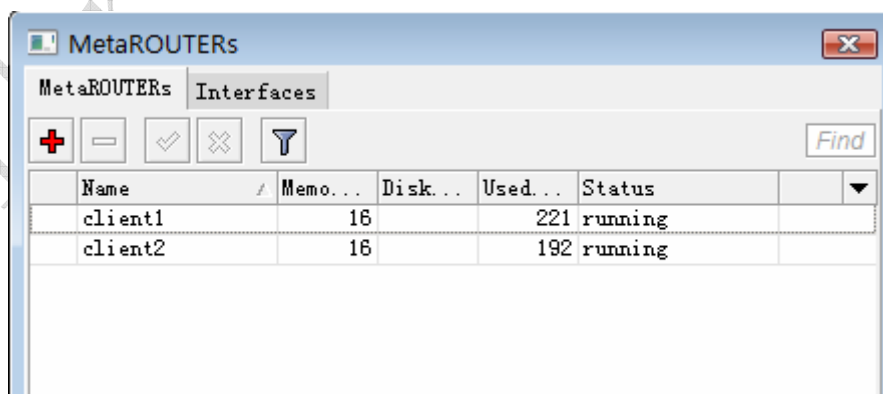 MetaROUTERs
MetaROUTERs Interfaces
Find
Name Memo... Disk... Used... Status
client1 16 221 running
client2 16 192 running